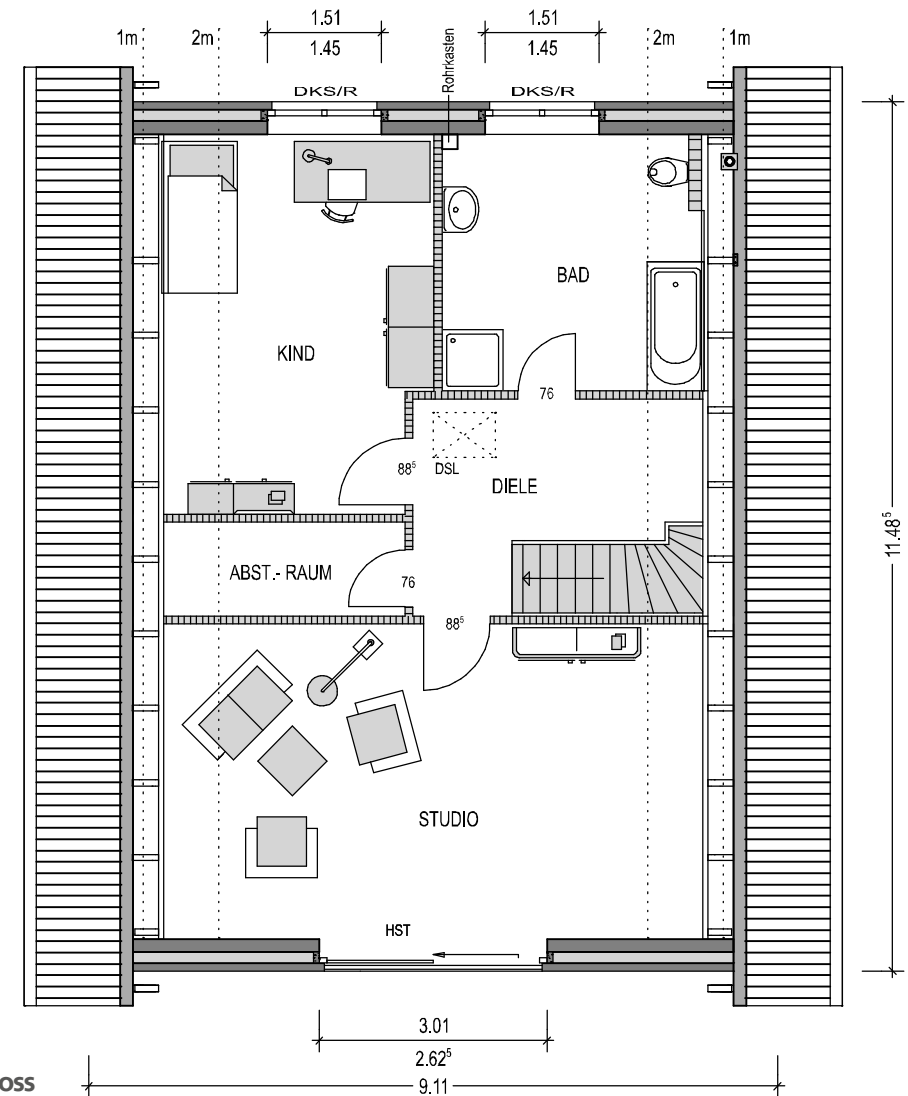 1.51
1.51
1m
2m
1.45
1.45
2m
1m
DKS/R
DKS/R
Rohrkasten
BAD
KIND
76
88⁵
DSL
DIELE
11.48⁵
ABST.- RAUM
76
88⁵
STUDIO
HST
3.01
2.62⁵
9.11
oss